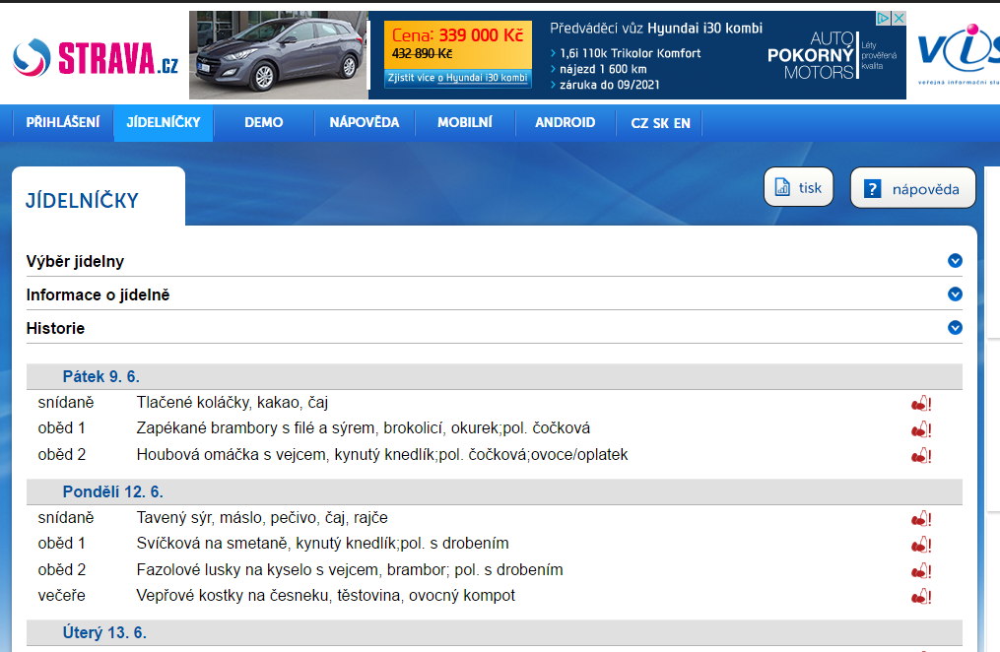 STRAVA.CZ
Cena: 339 000 Kč
432 890 Kč
Zjistit více o Hyundai i30 kombi
Předváděcí vůz Hyundai i30 kombi
› 1,6i 110k Trikolor Komfort
› nájezd 1 600 km
› záruka do 09/2021
AUTO
POKORNÝ
MOTORS
Léty
prověřená
kvalita
VIS
veřejná informační slu
PŘIHLÁŠENÍ JÍDELNÍČKY DEMO NÁPOVĚDA MOBILNÍ ANDROID CZ SK EN
JÍDELNÍČKY
tisk
? nápověda
Výběr jídelny
Informace o jídelně
Historie
Pátek 9. 6.
snídaně Tlačené koláčky, kakao, čaj !
oběd 1 Zapékané brambory s filé a sýrem, brokolicí, okurek;pol. čočková !
oběd 2 Houbová omáčka s vejcem, kynutý knedlík;pol. čočková;ovoce/oplatek !
Pondělí 12. 6.
snídaně Tavený sýr, máslo, pečivo, čaj, rajče !
oběd 1 Svíčková na smetaně, kynutý knedlík;pol. s drobením !
oběd 2 Fazolové lusky na kyselo s vejcem, brambor; pol. s drobením !
večeře Vepřové kostky na česneku, těstovina, ovocný kompot !
Úterý 13. 6.